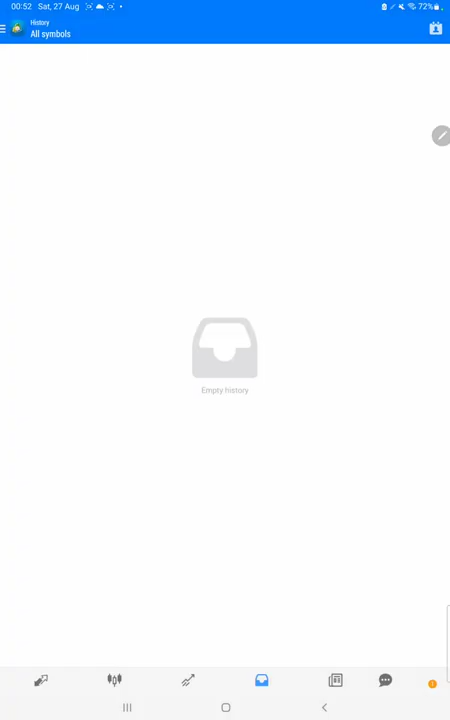 00:52 Sat, 27 Aug
72%
History
All symbols
Empty history